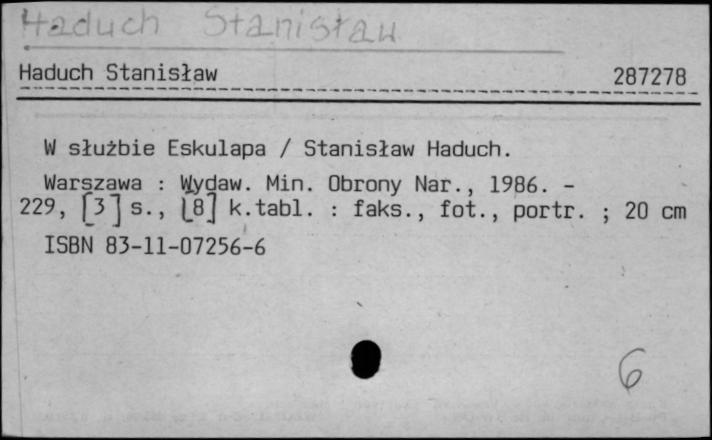 Haduch Stanisław
Haduch Stanisław 287278
W służbie Eskulapa / Stanisław Haduch.
Warszawa : Wydaw. Min. Obrony Nar., 1986. -
229, [3] s., [8] k.tabl. : faks., fot., portr. ; 20 cm
ISBN 83-11-07256-6
6